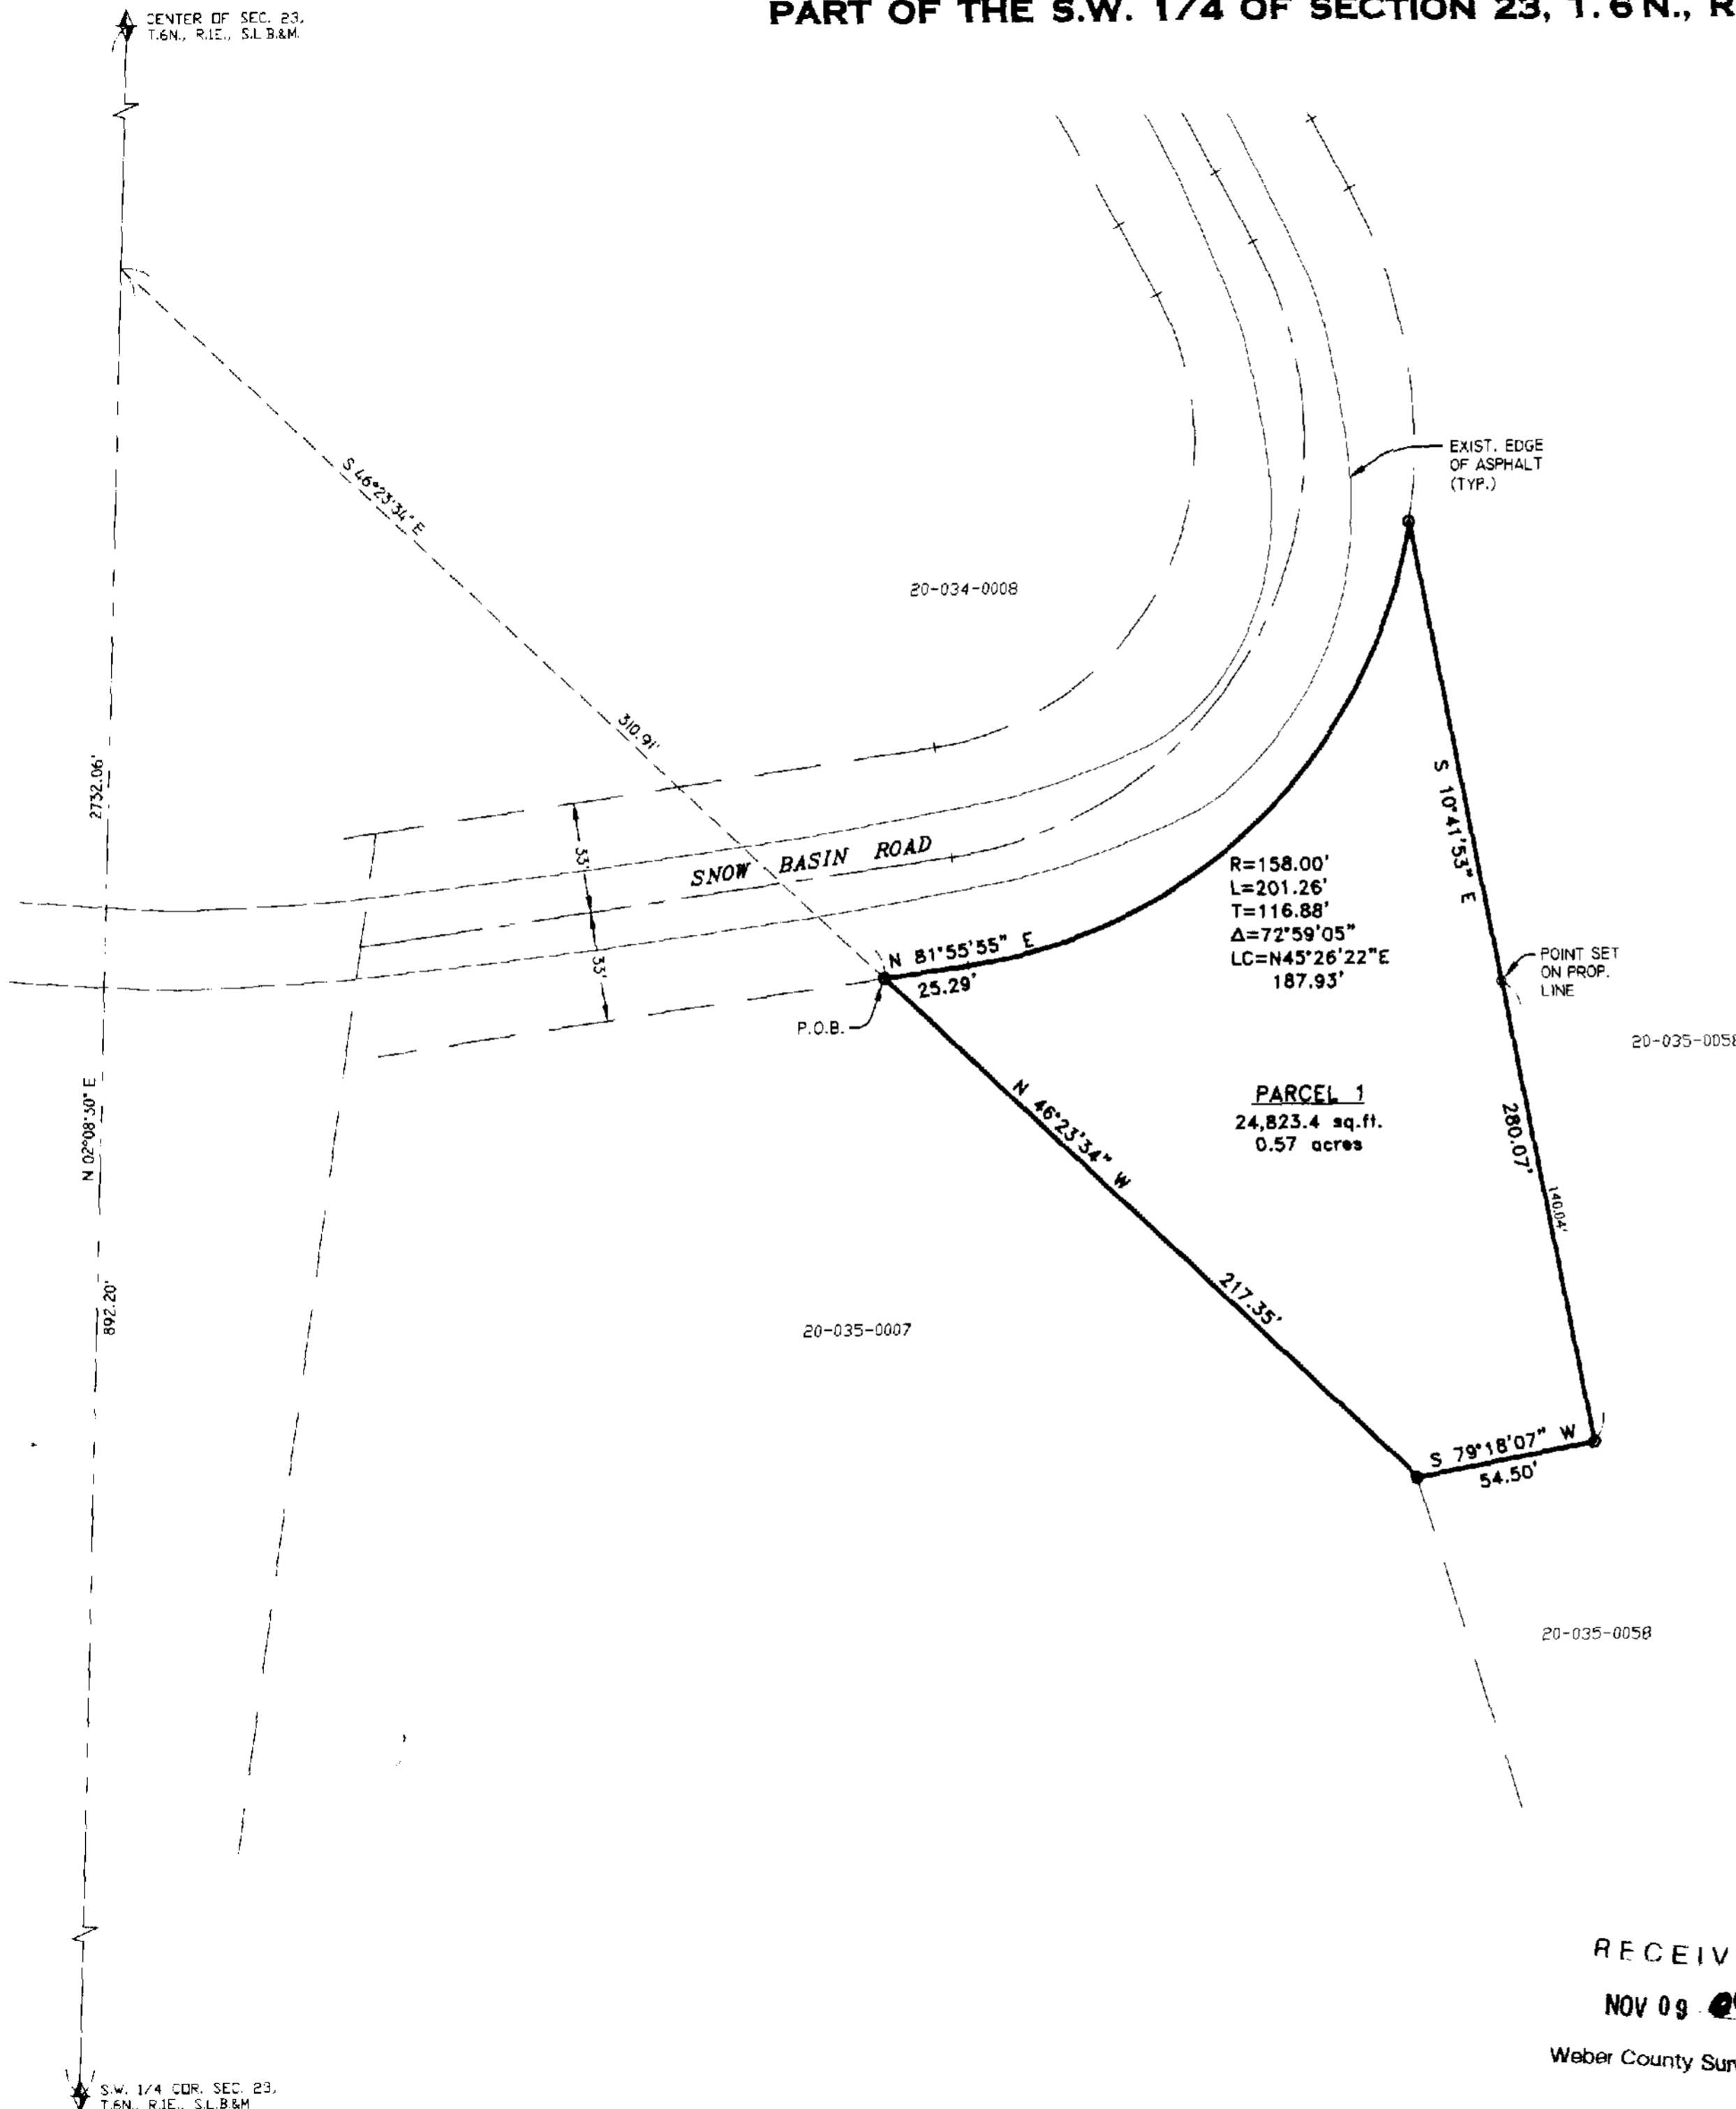 PART OF THE S.W. 1/4 OF SECTION 23, T.6N., R
CENTER OF SEC. 23,
T.6N., R.1E., S.L.B.&M.
EXIST. EDGE
OF ASPHALT
(TYP.)
S 46°23'34" E
310.91'
20-034-0008
2732.06'
N 02°08'30" E
892.20'
33'
33'
SNOW BASIN ROAD
R=158.00'
L=201.26'
T=116.88'
Δ=72°59'05"
LC=N45°26'22"E
187.93'
S 10°41'53" E
280.07'
140.04'
POINT SET
ON PROP.
LINE
20-035-0058
N 81°55'55" E
25.29'
P.O.B.
PARCEL 1
24,823.4 sq.ft.
0.57 acres
N 46°23'34" W
217.35'
20-035-0007
S 79°18'07" W
54.50'
20-035-0058
RECEIV
NOV 09
Weber County Sur
S.W. 1/4 COR. SEC. 23,
T.6N., R.1E., S.L.B.&M